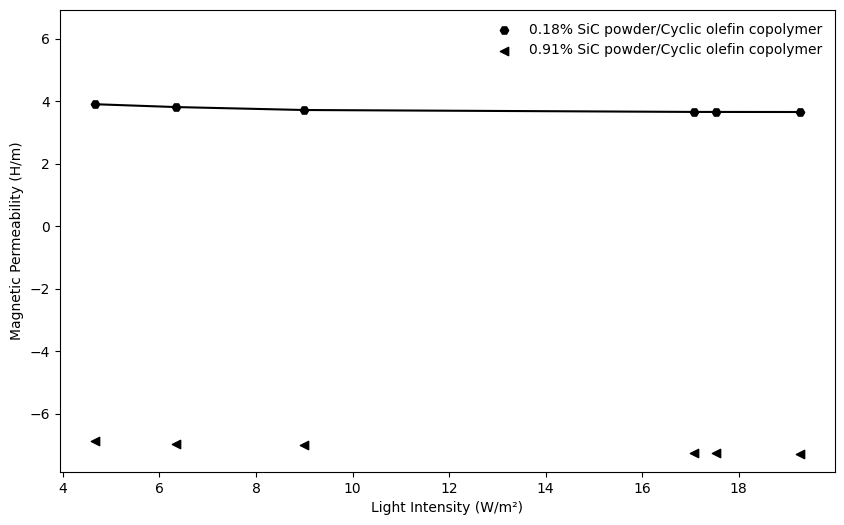 0.18% SiC powder/Cyclic olefin copolymer
0.91% SiC powder/Cyclic olefin copolymer
Magnetic Permeability (H/m)
6
4
2
0
−2
−4
−6
4 6 8 10 12 14 16 18
Light Intensity (W/m²)